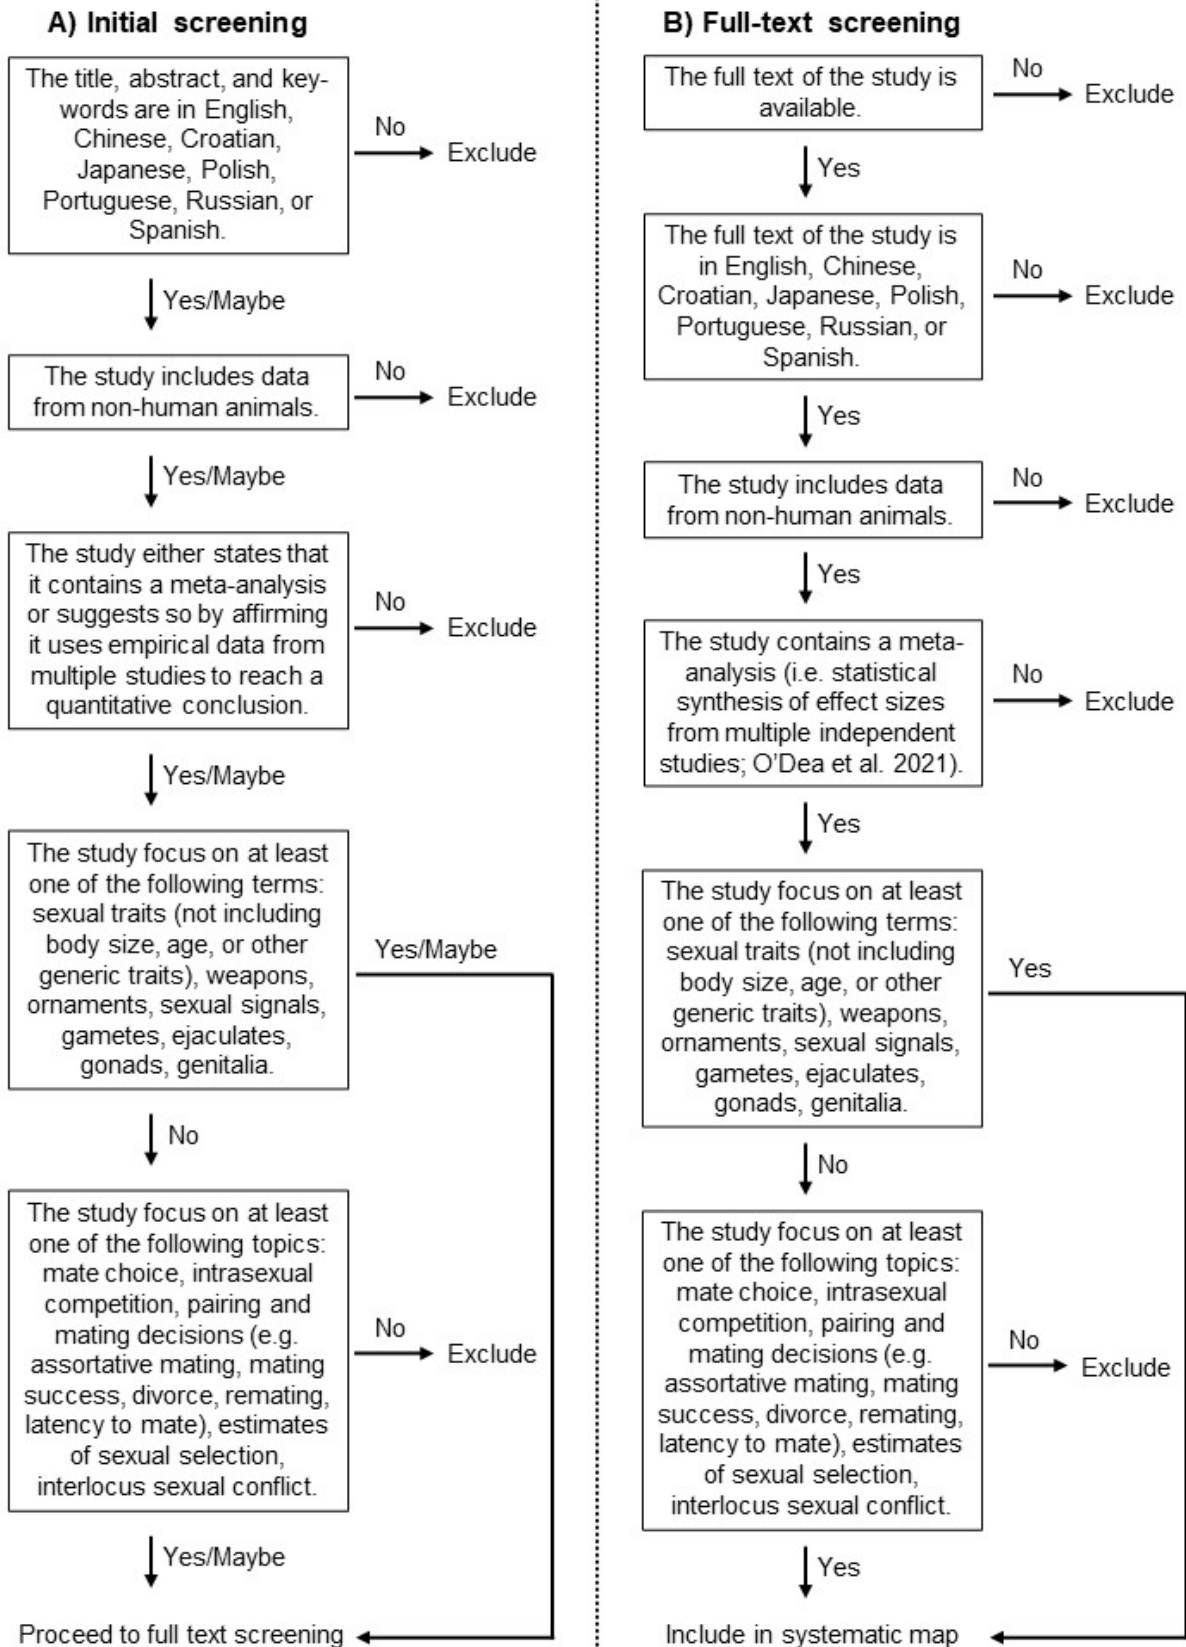 A) Initial screening
The title, abstract, and key-
words are in English,
Chinese, Croatian,
Japanese, Polish,
Portuguese, Russian, or
Spanish.
No
Exclude
Yes/Maybe
The study includes data
from non-human animals.
No
Exclude
Yes/Maybe
The study either states that
it contains a meta-analysis
or suggests so by affirming
it uses empirical data from
multiple studies to reach a
quantitative conclusion.
No
Exclude
Yes/Maybe
The study focus on at least
one of the following terms:
sexual traits (not including
body size, age, or other
generic traits), weapons,
ornaments, sexual signals,
gametes, ejaculates,
gonads, genitalia.
Yes/Maybe
No
The study focus on at least
one of the following topics:
mate choice, intrasexual
competition, pairing and
mating decisions (e.g.
assortative mating, mating
success, divorce, remating,
latency to mate), estimates
of sexual selection,
interlocus sexual conflict.
No
Exclude
Yes/Maybe
Proceed to full text screening
B) Full-text screening
The full text of the study is
available.
No
Exclude
Yes
The full text of the study is
in English, Chinese,
Croatian, Japanese, Polish,
Portuguese, Russian, or
Spanish.
No
Exclude
Yes
The study includes data
from non-human animals.
No
Exclude
Yes
The study contains a meta-
analysis (i.e. statistical
synthesis of effect sizes
from multiple independent
studies; O'Dea et al. 2021).
No
Exclude
Yes
The study focus on at least
one of the following terms:
sexual traits (not including
body size, age, or other
generic traits), weapons,
ornaments, sexual signals,
gametes, ejaculates,
gonads, genitalia.
Yes
No
The study focus on at least
one of the following topics:
mate choice, intrasexual
competition, pairing and
mating decisions (e.g.
assortative mating, mating
success, divorce, remating,
latency to mate), estimates
of sexual selection,
interlocus sexual conflict.
No
Exclude
Yes
Include in systematic map